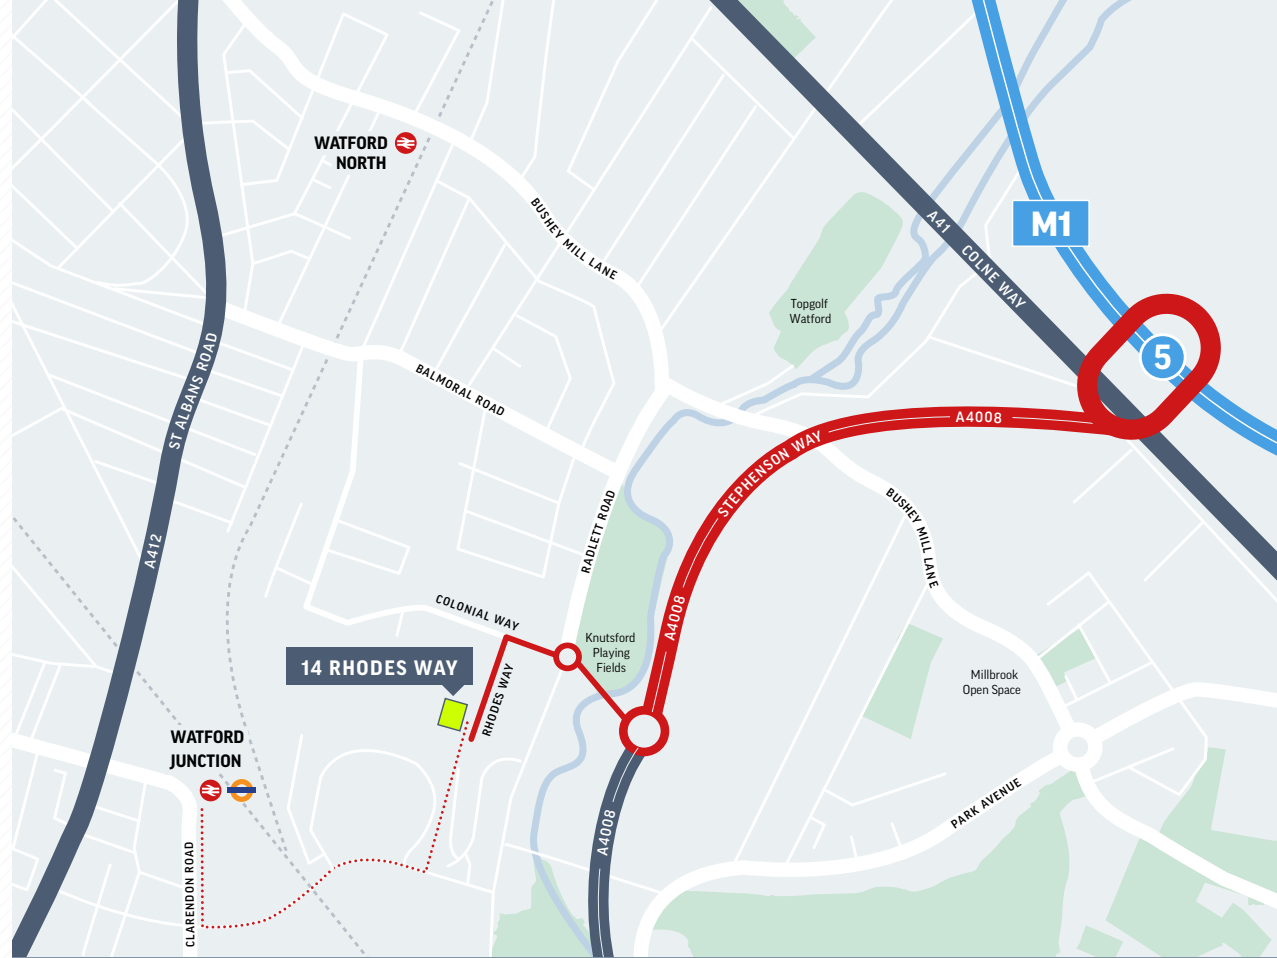 WATFORD
NORTH
BUSHEY MILL LANE
A41 COLNE WAY
M1
Topgolf
Watford
5
ST ALBANS ROAD
BALMORAL ROAD
A4008
STEPHENSON WAY
A412
RADLETT ROAD
BUSHEY MILL LANE
COLONIAL WAY
A4008
Knutsford
Playing
Fields
14 RHODES WAY
RHODES WAY
Millbrook
Open Space
WATFORD
JUNCTION
PARK AVENUE
A4008
CLARENDON ROAD